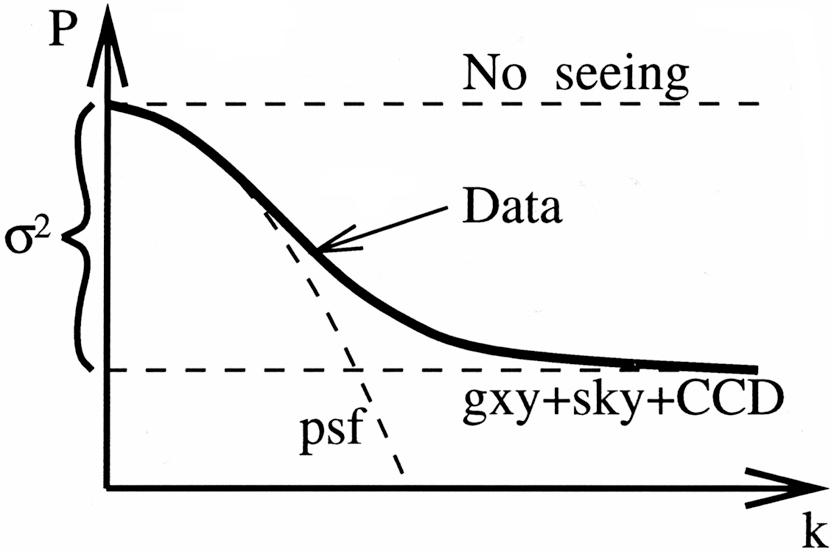 P
No seeing
Data
σ²
gxy+sky+CCD
psf
k